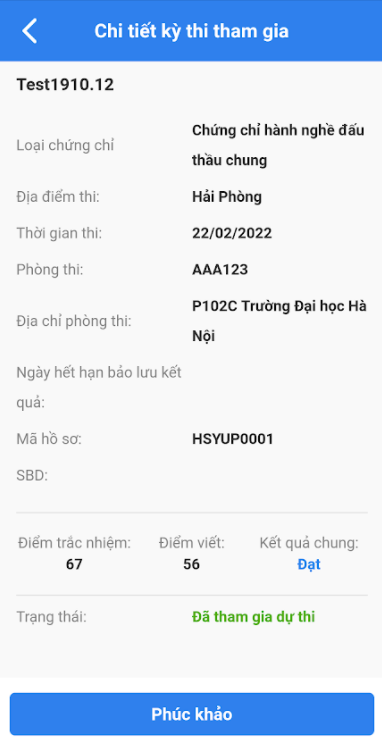 Chi tiết kỳ thi tham gia
Test1910.12
Loại chứng chỉ
Chứng chỉ hành nghề đấu
thầu chung
Địa điểm thi:
Hải Phòng
Thời gian thi:
22/02/2022
Phòng thi:
AAA123
Địa chỉ phòng thi:
P102C Trường Đại học Hà
Nội
Ngày hết hạn bảo lưu kết
quả:
Mã hồ sơ:
HSYUP0001
SBD:
Điểm trắc nhiệm:
67
Điểm viết:
56
Kết quả chung:
Đạt
Trạng thái:
Đã tham gia dự thi
Phúc khảo